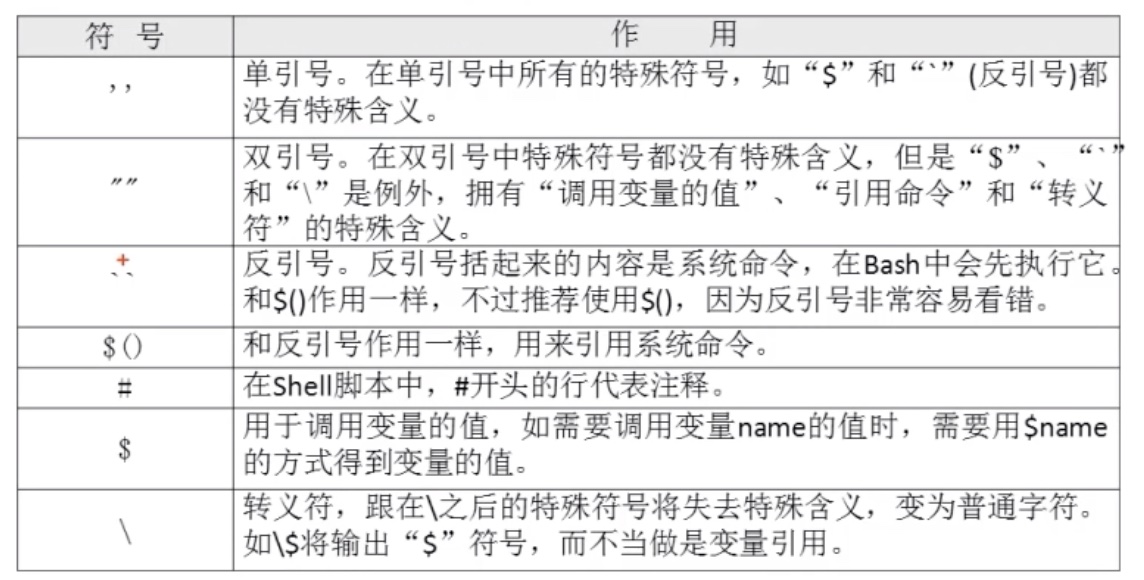 符 号 作 用
’’ 单引号。在单引号中所有的特殊符号，如“$”和“`”(反引号)都
没有特殊含义。
"" 双引号。在双引号中特殊符号都没有特殊含义，但是“$”、“`”
和“\”是例外，拥有“调用变量的值”、“引用命令”和“转义
符”的特殊含义。
`` 反引号。反引号括起来的内容是系统命令，在Bash中会先执行它。
和$()作用一样，不过推荐使用$()，因为反引号非常容易看错。
$() 和反引号作用一样，用来引用系统命令。
# 在Shell脚本中，#开头的行代表注释。
$ 用于调用变量的值，如需要调用变量name的值时，需要用$name
的方式得到变量的值。
\ 转义符，跟在\之后的特殊符号将失去特殊含义，变为普通字符。
如\$将输出“$”符号，而不当做是变量引用。